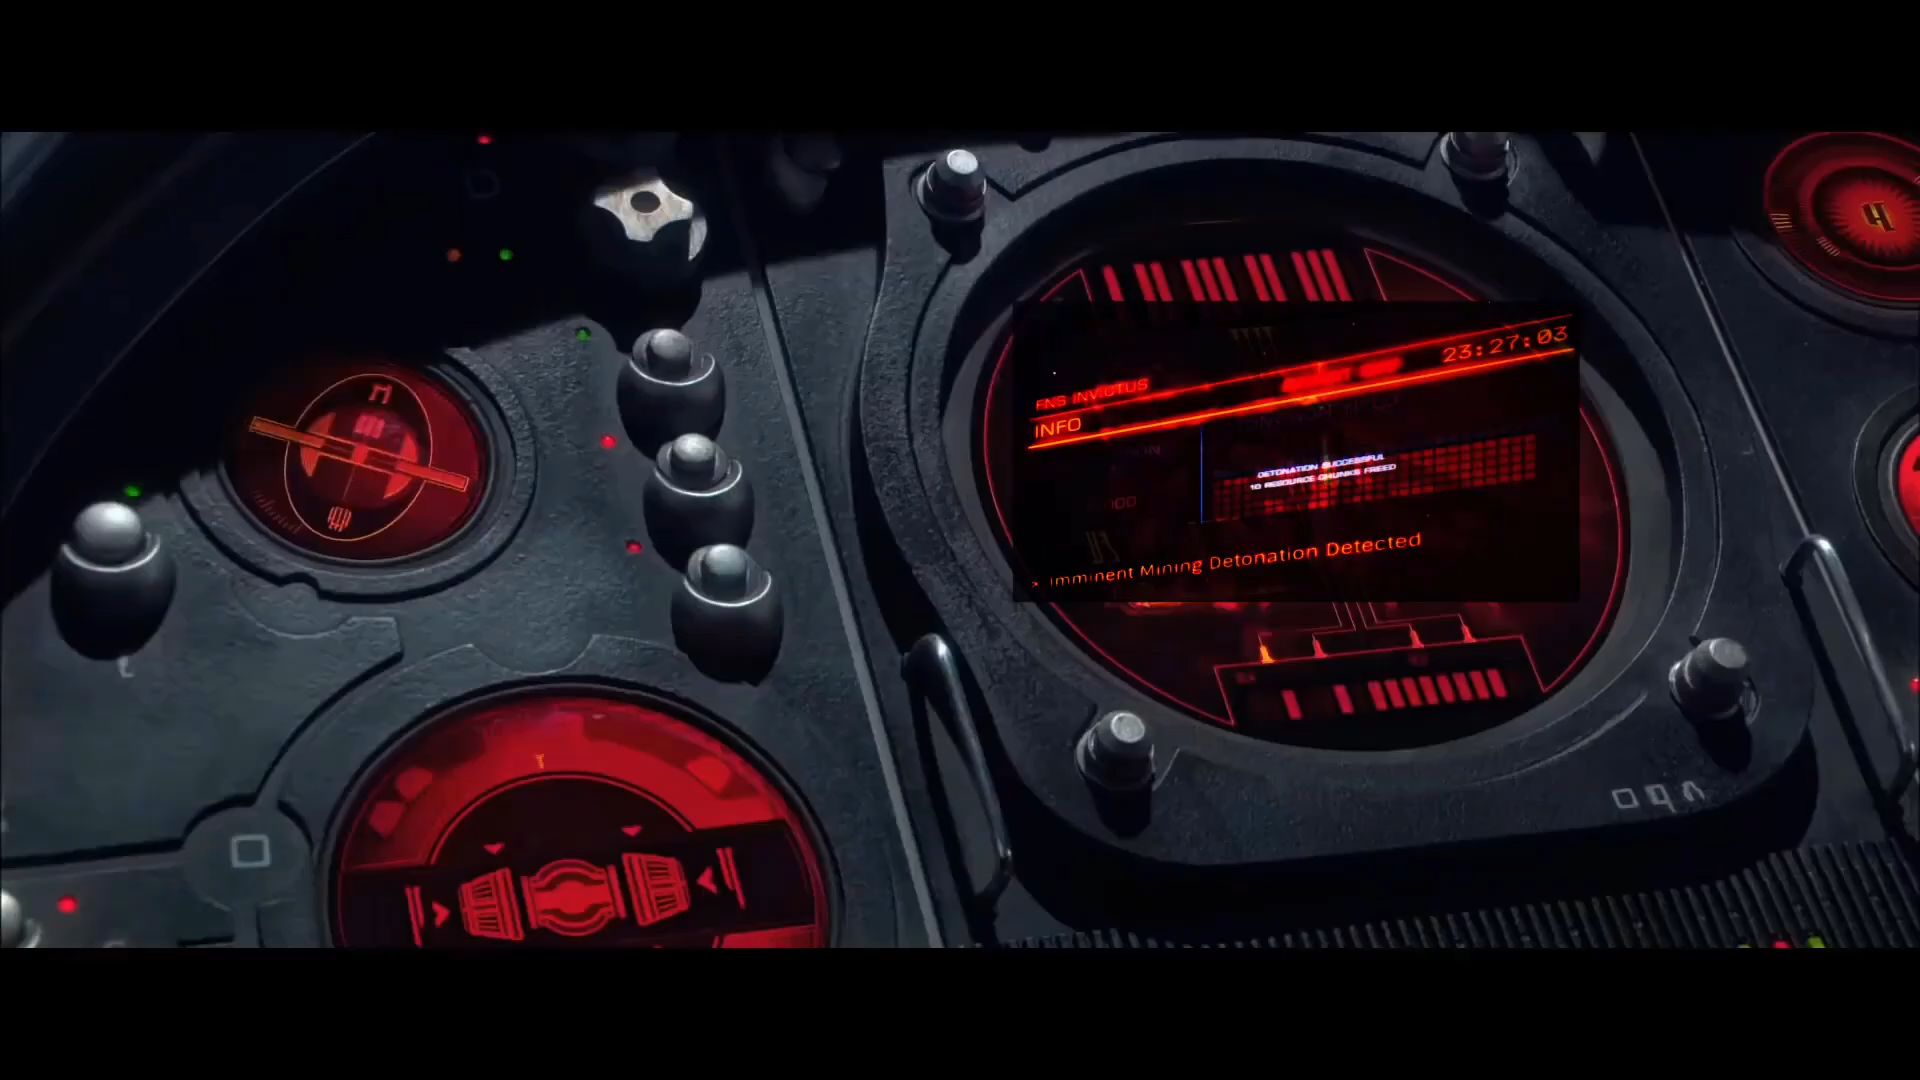 23:27:03
FNS INVICTUS
INFO
DETONATION SUCCESSFUL
10 RESOURCE CHUNKS FREED
> Imminent Mining Detonation Detected